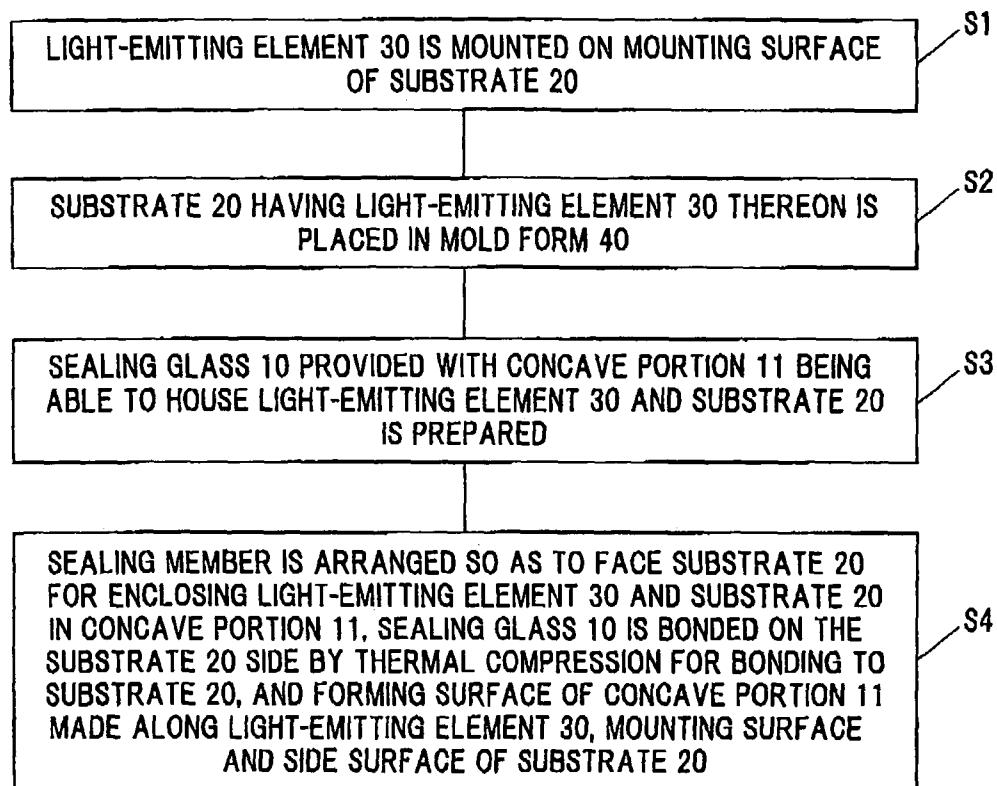 LIGHT-EMITTING ELEMENT 30 IS MOUNTED ON MOUNTING SURFACE
OF SUBSTRATE 20
S1
SUBSTRATE 20 HAVING LIGHT-EMITTING ELEMENT 30 THEREON IS
PLACED IN MOLD FORM 40
S2
SEALING GLASS 10 PROVIDED WITH CONCAVE PORTION 11 BEING
ABLE TO HOUSE LIGHT-EMITTING ELEMENT 30 AND SUBSTRATE 20
IS PREPARED
S3
SEALING MEMBER IS ARRANGED SO AS TO FACE SUBSTRATE 20
FOR ENCLOSING LIGHT-EMITTING ELEMENT 30 AND SUBSTRATE 20
IN CONCAVE PORTION 11, SEALING GLASS 10 IS BONDED ON THE
SUBSTRATE 20 SIDE BY THERMAL COMPRESSION FOR BONDING TO
SUBSTRATE 20, AND FORMING SURFACE OF CONCAVE PORTION 11
MADE ALONG LIGHT-EMITTING ELEMENT 30, MOUNTING SURFACE
AND SIDE SURFACE OF SUBSTRATE 20
S4